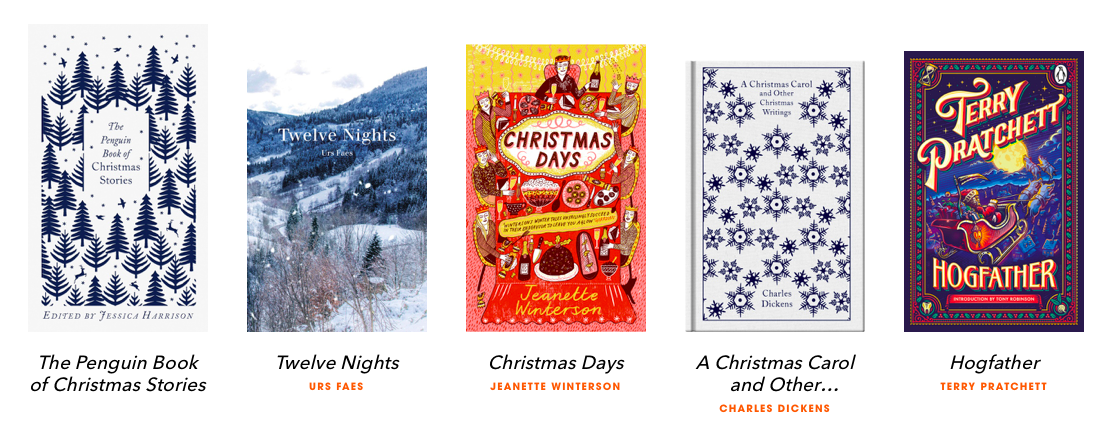 The
Penguin
Book of
Christmas
Stories
EDITED BY JESSICA HARRISON
Twelve Nights
Urs Faes
CHRISTMAS
DAYS
Jeanette
Winterson
A Christmas Carol
and Other
Christmas
Writings
Charles
Dickens
TERRY
PRATCHETT
HOGFATHER
INTRODUCTION BY TONY ROBINSON
The Penguin Book
of Christmas Stories
Twelve Nights
URS FAES
Christmas Days
JEANETTE WINTERSON
A Christmas Carol
and Other...
CHARLES DICKENS
Hogfather
TERRY PRATCHETT